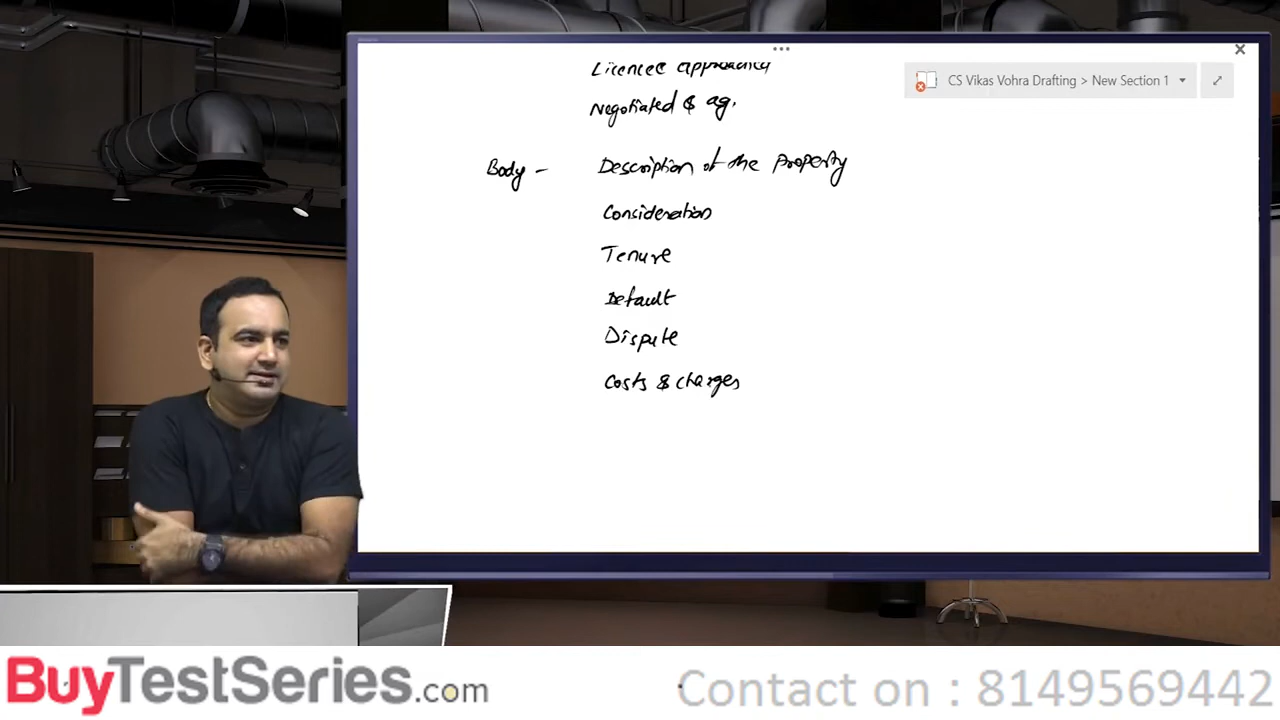 Licencee approached
Negotiated & ag.
CS Vikas Vohra Drafting > New Section 1
Body - Description of the Property
Consideration
Tenure
Default
Dispute
Costs & charges
BuyTestSeries.com
Contact on : 8149569442